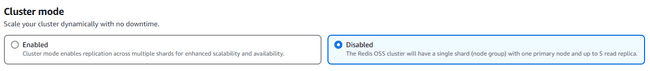 Cluster mode
Scale your cluster dynamically with no downtime.
Enabled
Cluster mode enables replication across multiple shards for enhanced scalability and availability.
Disabled
The Redis OSS cluster will have a single shard (node group) with one primary node and up to 5 read replica.